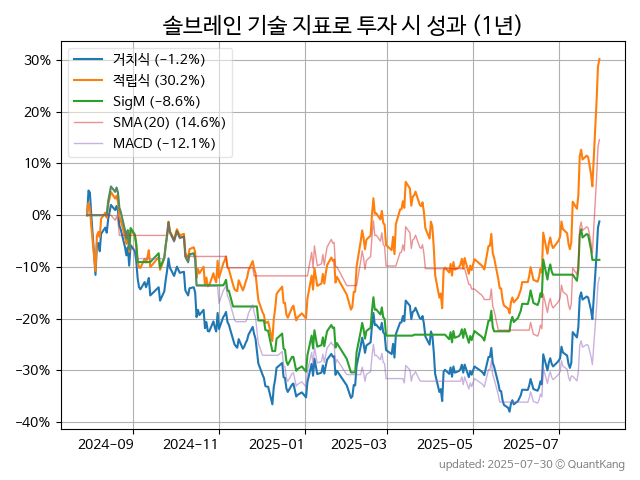 솔브레인 기술 지표로 투자 시 성과 (1년)
거치식 (−1.2%)
적립식 (30.2%)
SigM (−8.6%)
SMA(20) (14.6%)
MACD (−12.1%)
30%
20%
10%
0%
−10%
−20%
−30%
−40%
2024-09 2024-11 2025-01 2025-03 2025-05 2025-07
updated: 2025-07-30 © QuantKang